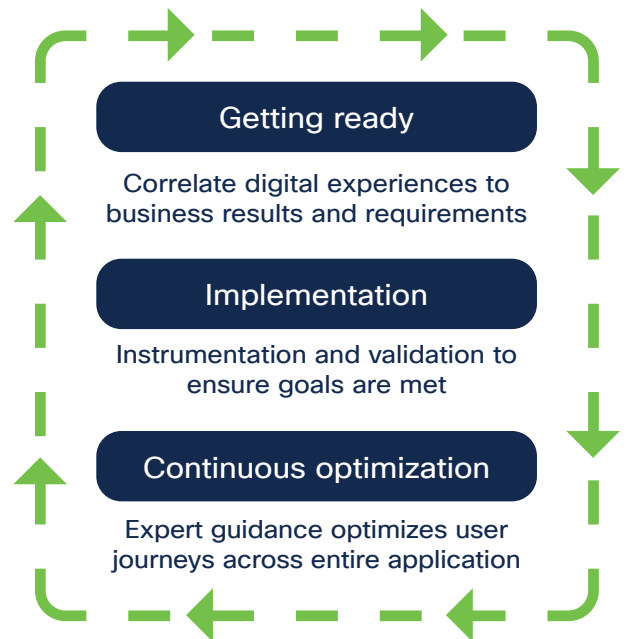 Getting ready
Correlate digital experiences to
business results and requirements
Implementation
Instrumentation and validation to
ensure goals are met
Continuous optimization
Expert guidance optimizes user
journeys across entire application